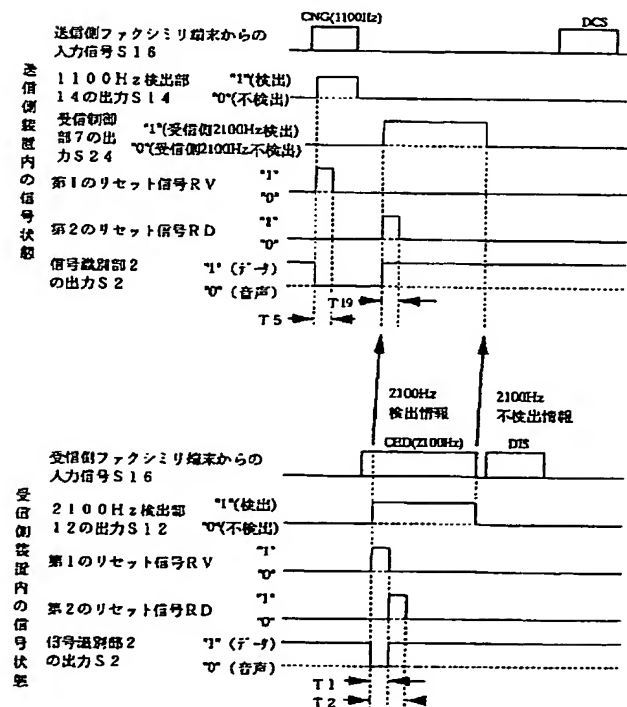 CNG(1100Hz)
DCS
送信側ファクシミリ端末からの
入力信号S16
送信側装置内の信号状態
1100Hz検出部 "1"(検出)
14の出力S14 "0"(不検出)
受信制御
部7の出 "1"(受信側2100Hz検出)
力S24 "0"(受信側2100Hz不検出)
第1のリセット信号RV "1"
"0"
第2のリセット信号RD "1"
"0"
信号識別部2 "1" (データ)
の出力S2 "0" (音声)
T19
T5
2100Hz
検出情報
2100Hz
不検出情報
CED(2100Hz)
DIS
受信側ファクシミリ端末からの
入力信号S16
受信側装置内の信号状態
2100Hz検出部 "1"(検出)
12の出力S12 "0"(不検出)
第1のリセット信号RV "1"
"0"
第2のリセット信号RD "1"
"0"
信号識別部2 "1" (データ)
の出力S2 "0" (音声)
T1
T2